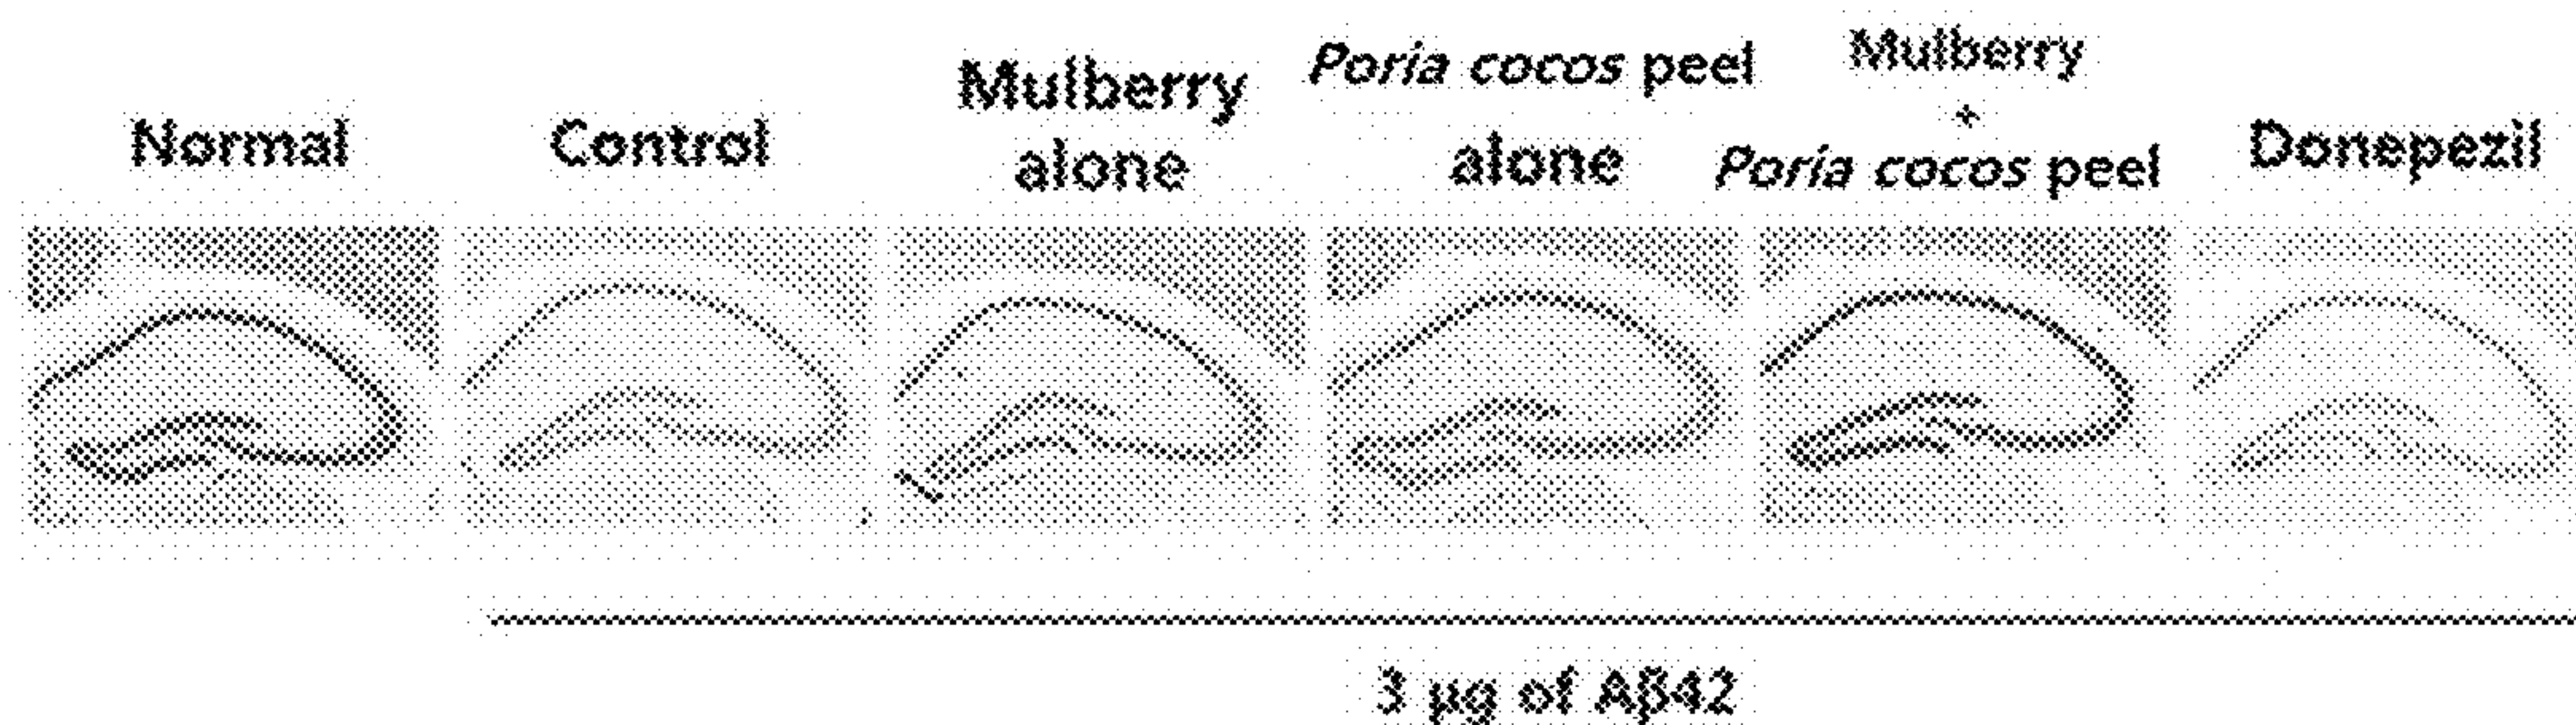 Normal
Control
Mulberry
alone
Poria cocos peel
alone
Mulberry
+
Poria cocos peel
Donepezil
3 μg of Aβ42